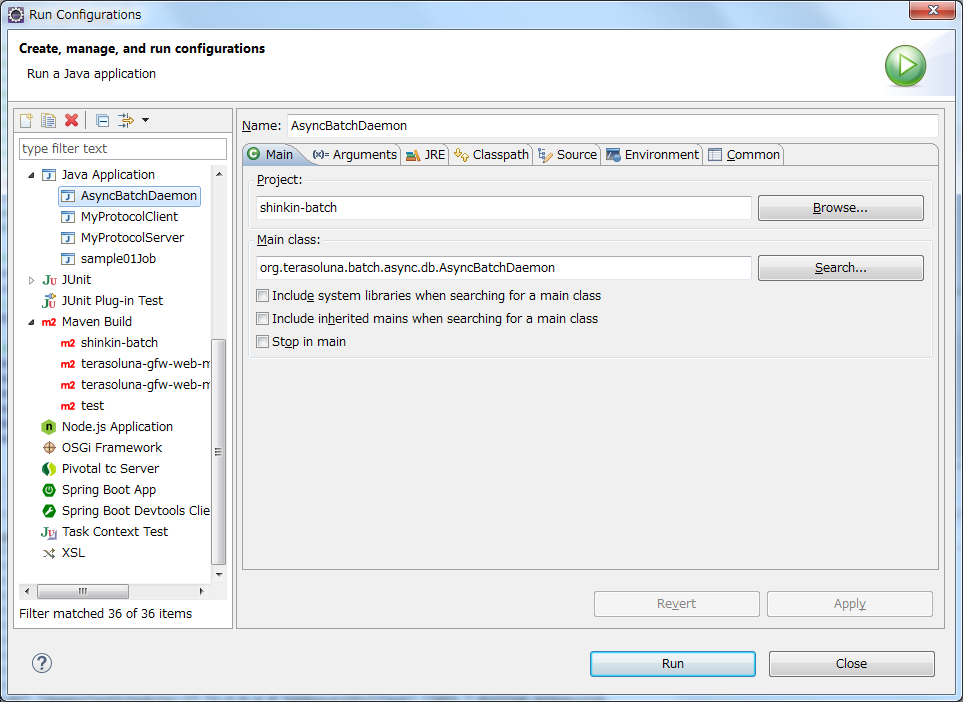 Run Configurations
Create, manage, and run configurations
Run a Java application
type filter text
Java Application
AsyncBatchDaemon
MyProtocolClient
MyProtocolServer
sample01Job
JUnit
JUnit Plug-in Test
Maven Build
shinkin-batch
terasoluna-gfw-web-m
terasoluna-gfw-web-m
test
Node.js Application
OSGi Framework
Pivotal tc Server
Spring Boot App
Spring Boot Devtools Clie
Task Context Test
XSL
Filter matched 36 of 36 items
Name: AsyncBatchDaemon
Main Arguments JRE Classpath Source Environment Common
Project:
shinkin-batch Browse...
Main class:
org.terasoluna.batch.async.db.AsyncBatchDaemon Search...
Include system libraries when searching for a main class
Include inherited mains when searching for a main class
Stop in main
Revert Apply
Run Close